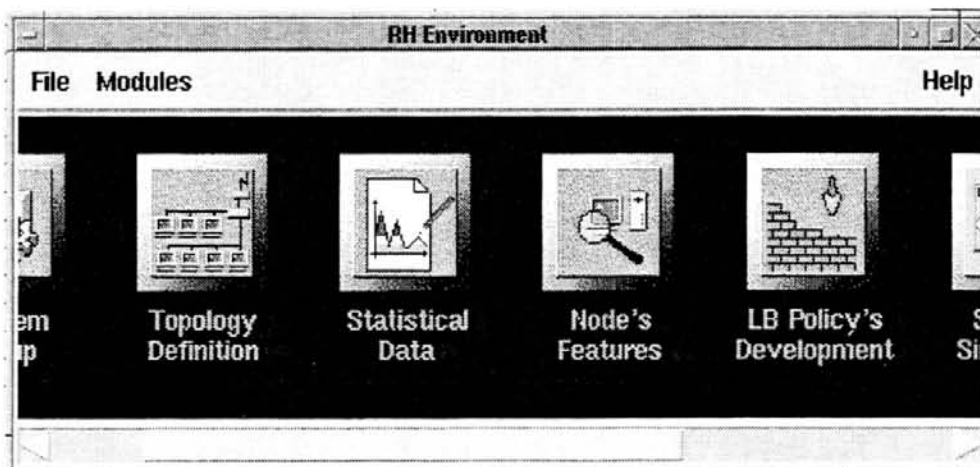 RH Environment
File Modules Help
Topology Statistical Node's LB Policy's
Definition Data Features Development